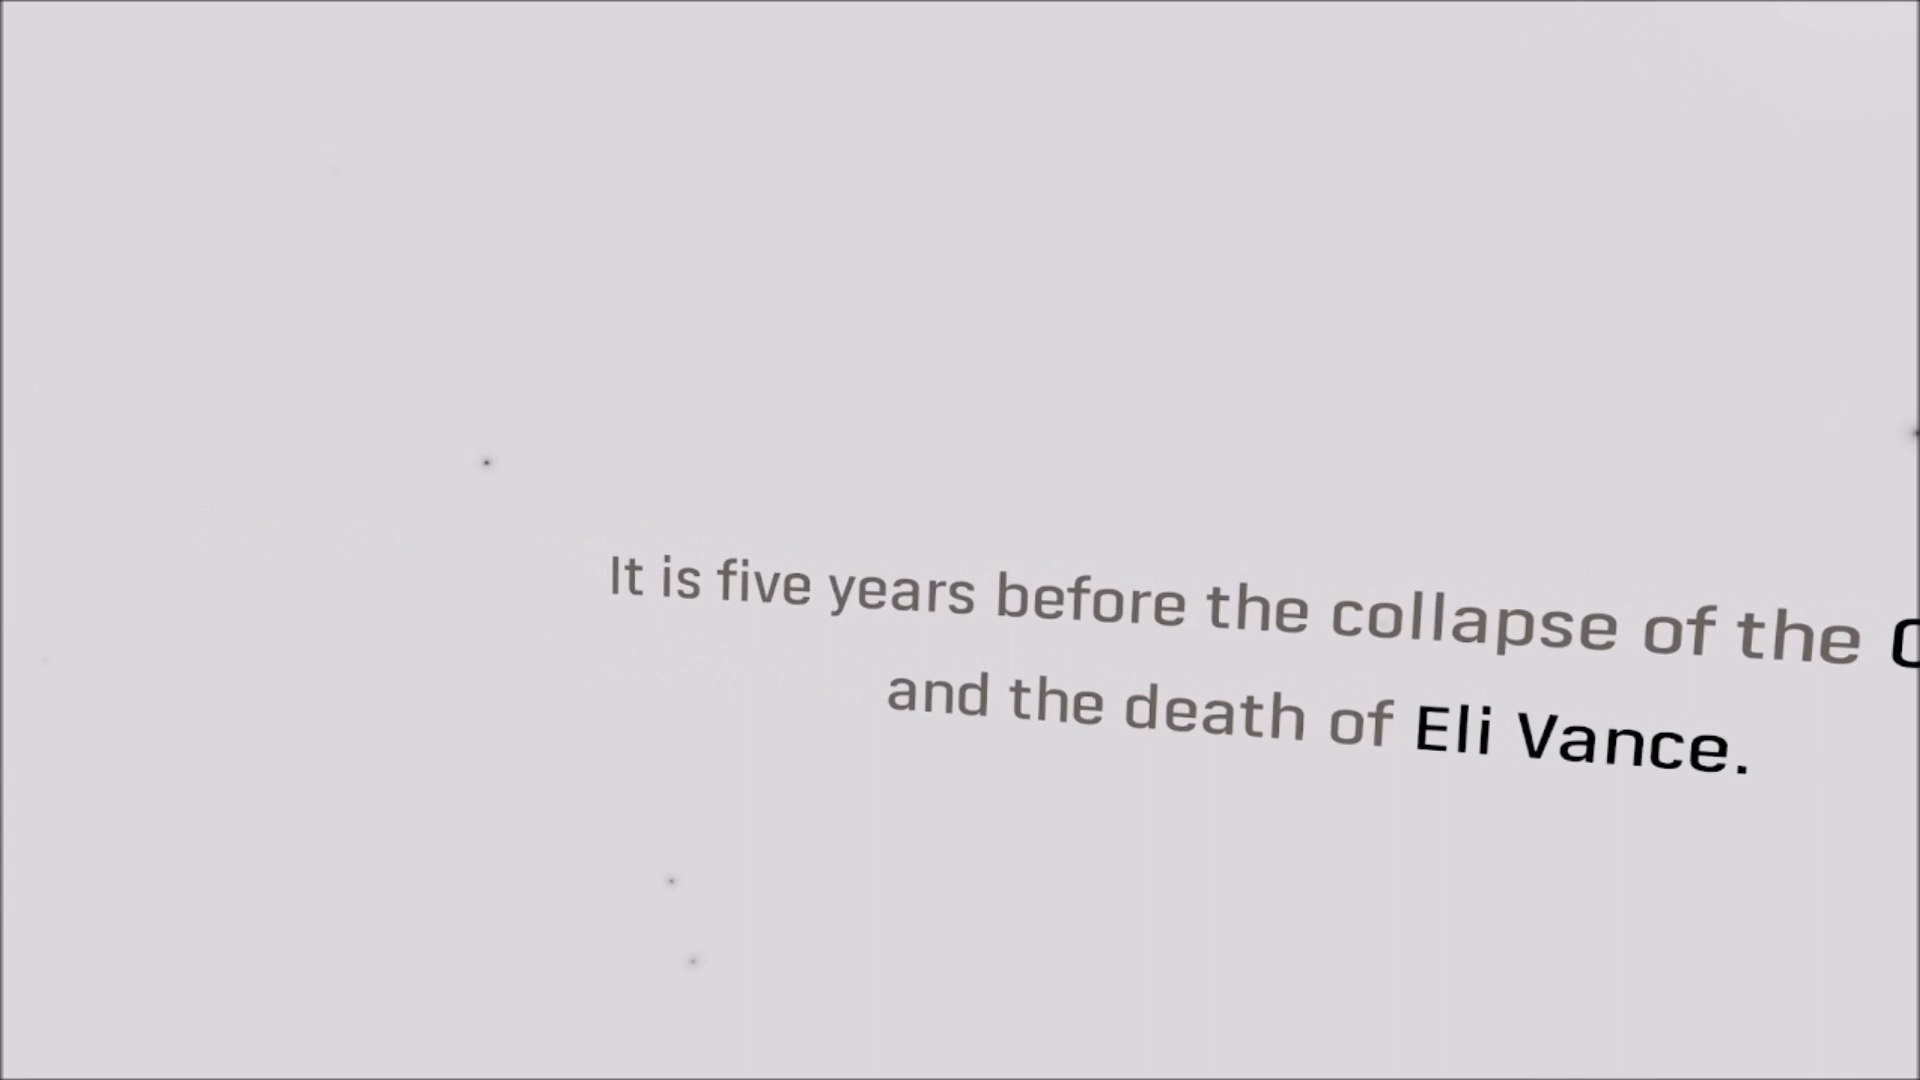 It is five years before the collapse of the
and the death of Eli Vance.